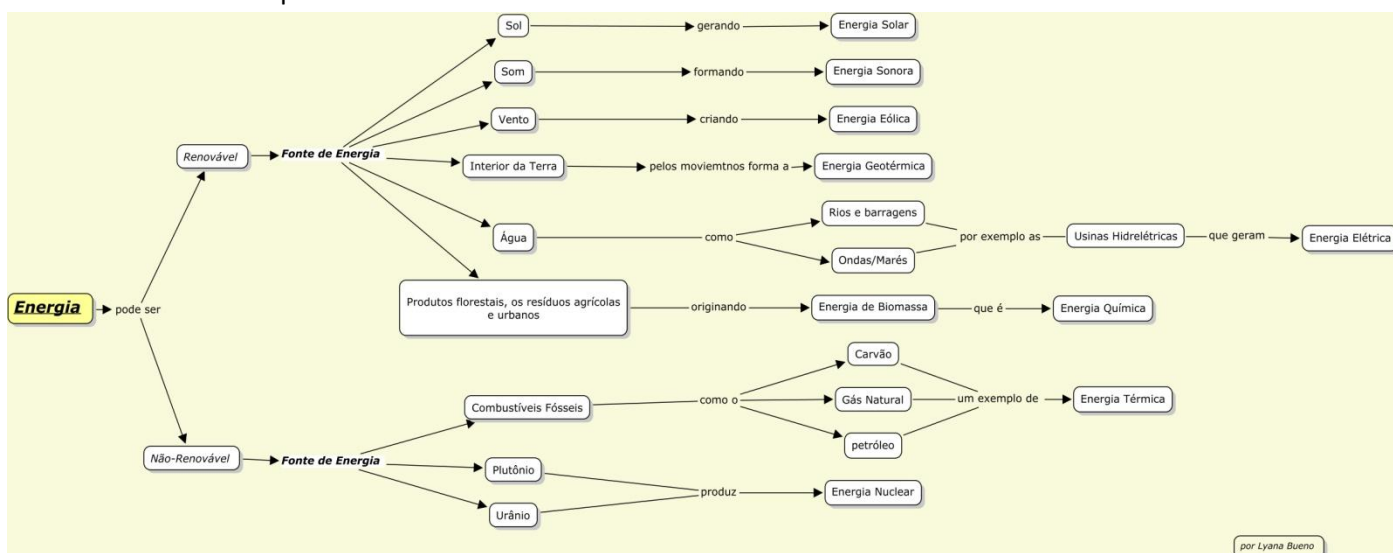 Sol
gerando
Energia Solar
Som
formando
Energia Sonora
Vento
criando
Energia Eólica
Renovável
Fonte de Energia
Interior da Terra
pelos moviemtnos forma a
Energia Geotérmica
Água
como
Rios e barragens
Ondas/Marés
por exemplo as
Usinas Hidrelétricas
que geram
Energia Elétrica
Produtos florestais, os resíduos agrícolas
e urbanos
originando
Energia de Biomassa
que é
Energia Química
Energia
pode ser
Não-Renovável
Fonte de Energia
Combustíveis Fósseis
como o
Carvão
Gás Natural
petróleo
um exemplo de
Energia Térmica
Plutônio
Urânio
produz
Energia Nuclear
por Lyana Bueno